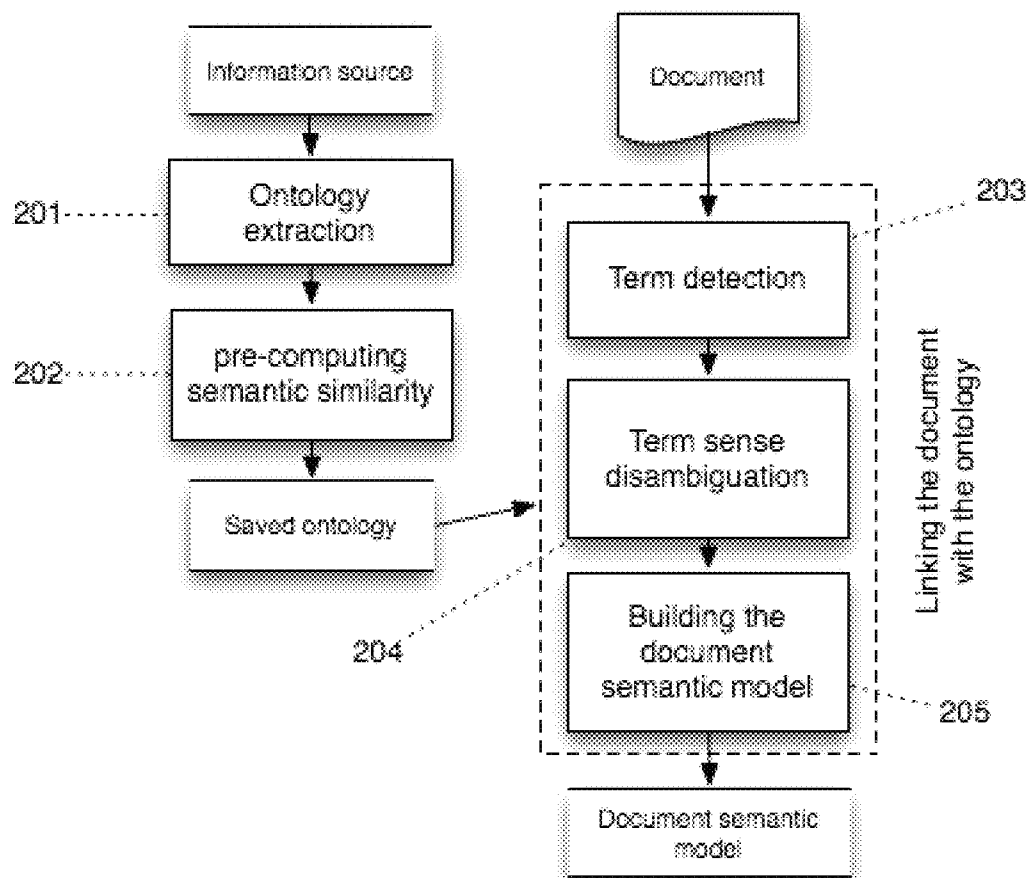 Information source
201
Ontology
extraction
202
pre-computing
semantic similarity
Saved ontology
Document
203
Term detection
Term sense
disambiguation
204
Building the
document
semantic model
205
Linking the document
with the ontology
Document semantic
model